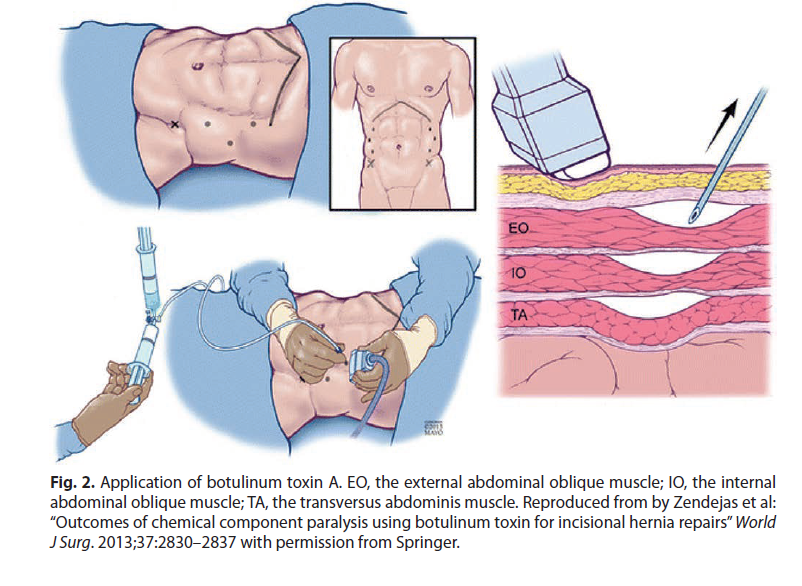 EO
IO
TA
©2013
MAYO
Fig. 2. Application of botulinum toxin A. EO, the external abdominal oblique muscle; IO, the internal
abdominal oblique muscle; TA, the transversus abdominis muscle. Reproduced from by Zendejas et al:
“Outcomes of chemical component paralysis using botulinum toxin for incisional hernia repairs” World
J Surg. 2013;37:2830–2837 with permission from Springer.